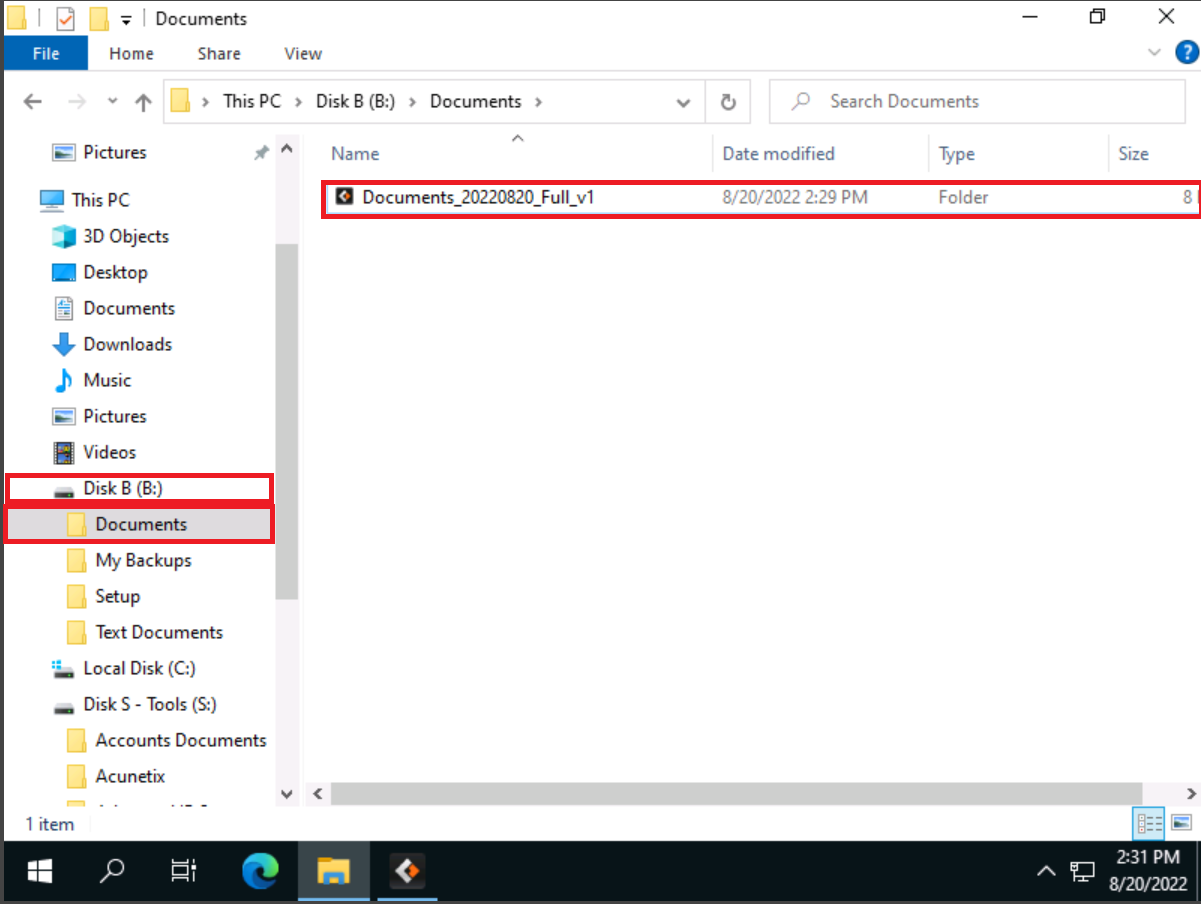 Documents
File Home Share View
This PC > Disk B (B:) > Documents >
Search Documents
Name Date modified Type Size
Documents_20220820_Full_v1 8/20/2022 2:29 PM Folder 8
Pictures
This PC
3D Objects
Desktop
Documents
Downloads
Music
Pictures
Videos
Disk B (B:)
Documents
My Backups
Setup
Text Documents
Local Disk (C:)
Disk S - Tools (S:)
Accounts Documents
Acunetix
1 item
2:31 PM
8/20/2022